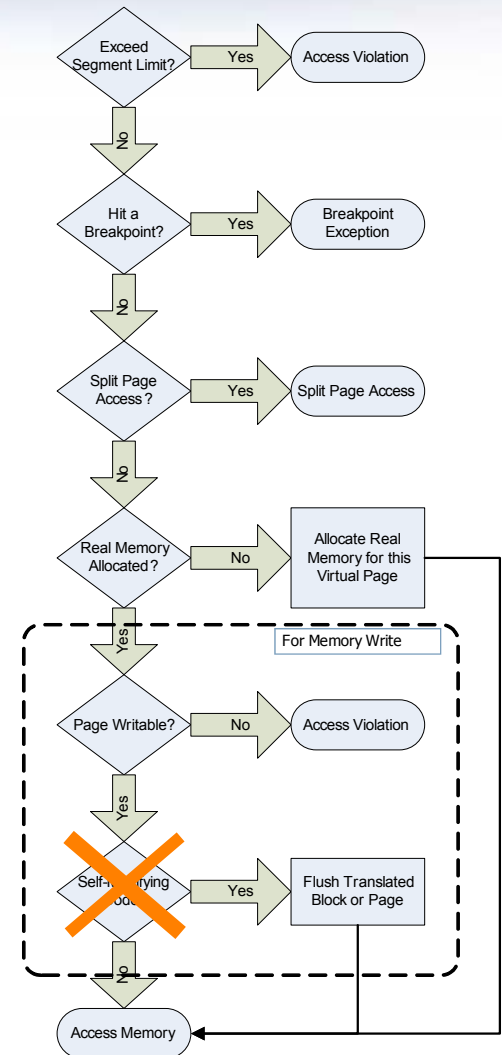 Exceed
Segment Limit?
Yes
Access Violation
No
Hit a
Breakpoint?
Yes
Breakpoint
Exception
No
Split Page
Access?
Yes
Split Page Access
No
Real Memory
Allocated?
No
Allocate Real
Memory for this
Virtual Page
Yes
For Memory Write
Page Writable?
No
Access Violation
Yes
Yes
Flush Translated
Block or Page
No
Access Memory